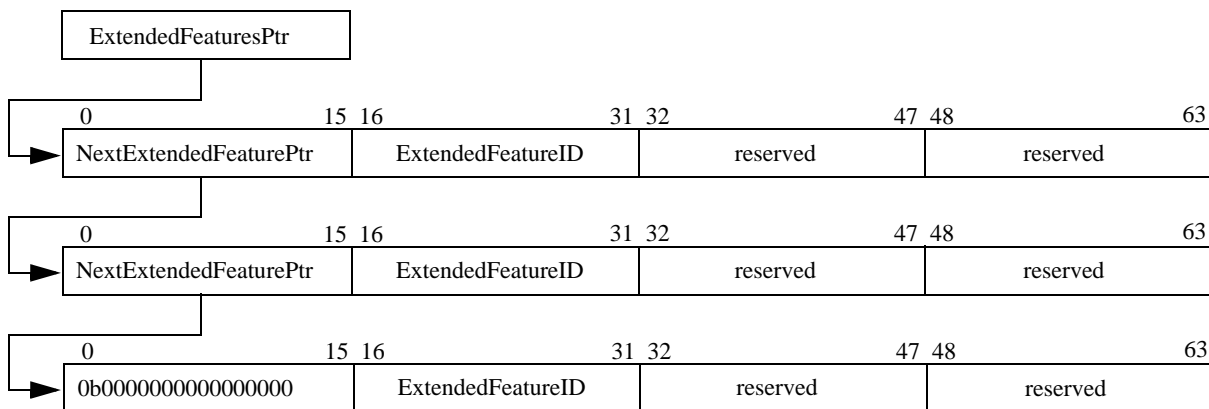 ExtendedFeaturesPtr
0 15 16 31 32 47 48 63
NextExtendedFeaturePtr ExtendedFeatureID reserved reserved
0 15 16 31 32 47 48 63
NextExtendedFeaturePtr ExtendedFeatureID reserved reserved
0 15 16 31 32 47 48 63
0b0000000000000000 ExtendedFeatureID reserved reserved